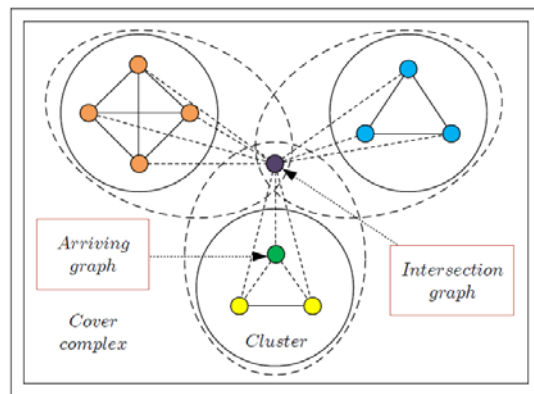 Arriving
graph
Intersection
graph
Cover
complex
Cluster